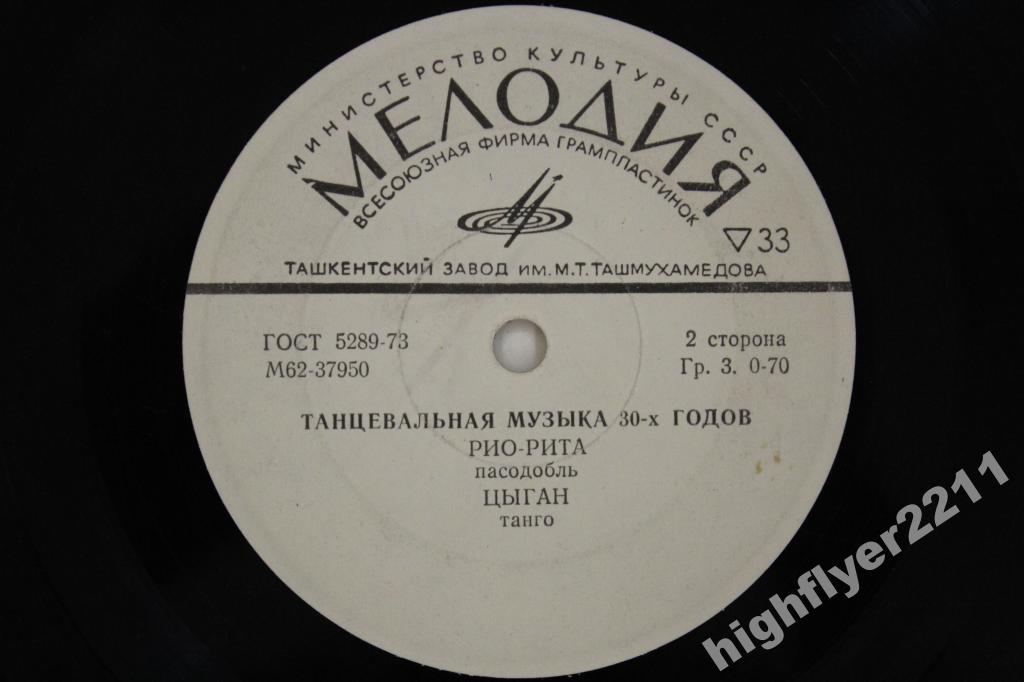 МИНИСТЕРСТВО КУЛЬТУРЫ СССР
МЕЛОДИЯ
ВСЕСОЮЗНАЯ ФИРМА ГРАМПЛАСТИНОК
▽33
ТАШКЕНТСКИЙ ЗАВОД ИМ. М.Т.ТАШМУХАМЕДОВА
ГОСТ 5289-73
2 сторона
М62-37950
Гр. 3. 0-70
ТАНЦЕВАЛЬНАЯ МУЗЫКА 30-х ГОДОВ
РИО-РИТА
пасодобль
ЦЫГАН
танго
highflyer2211